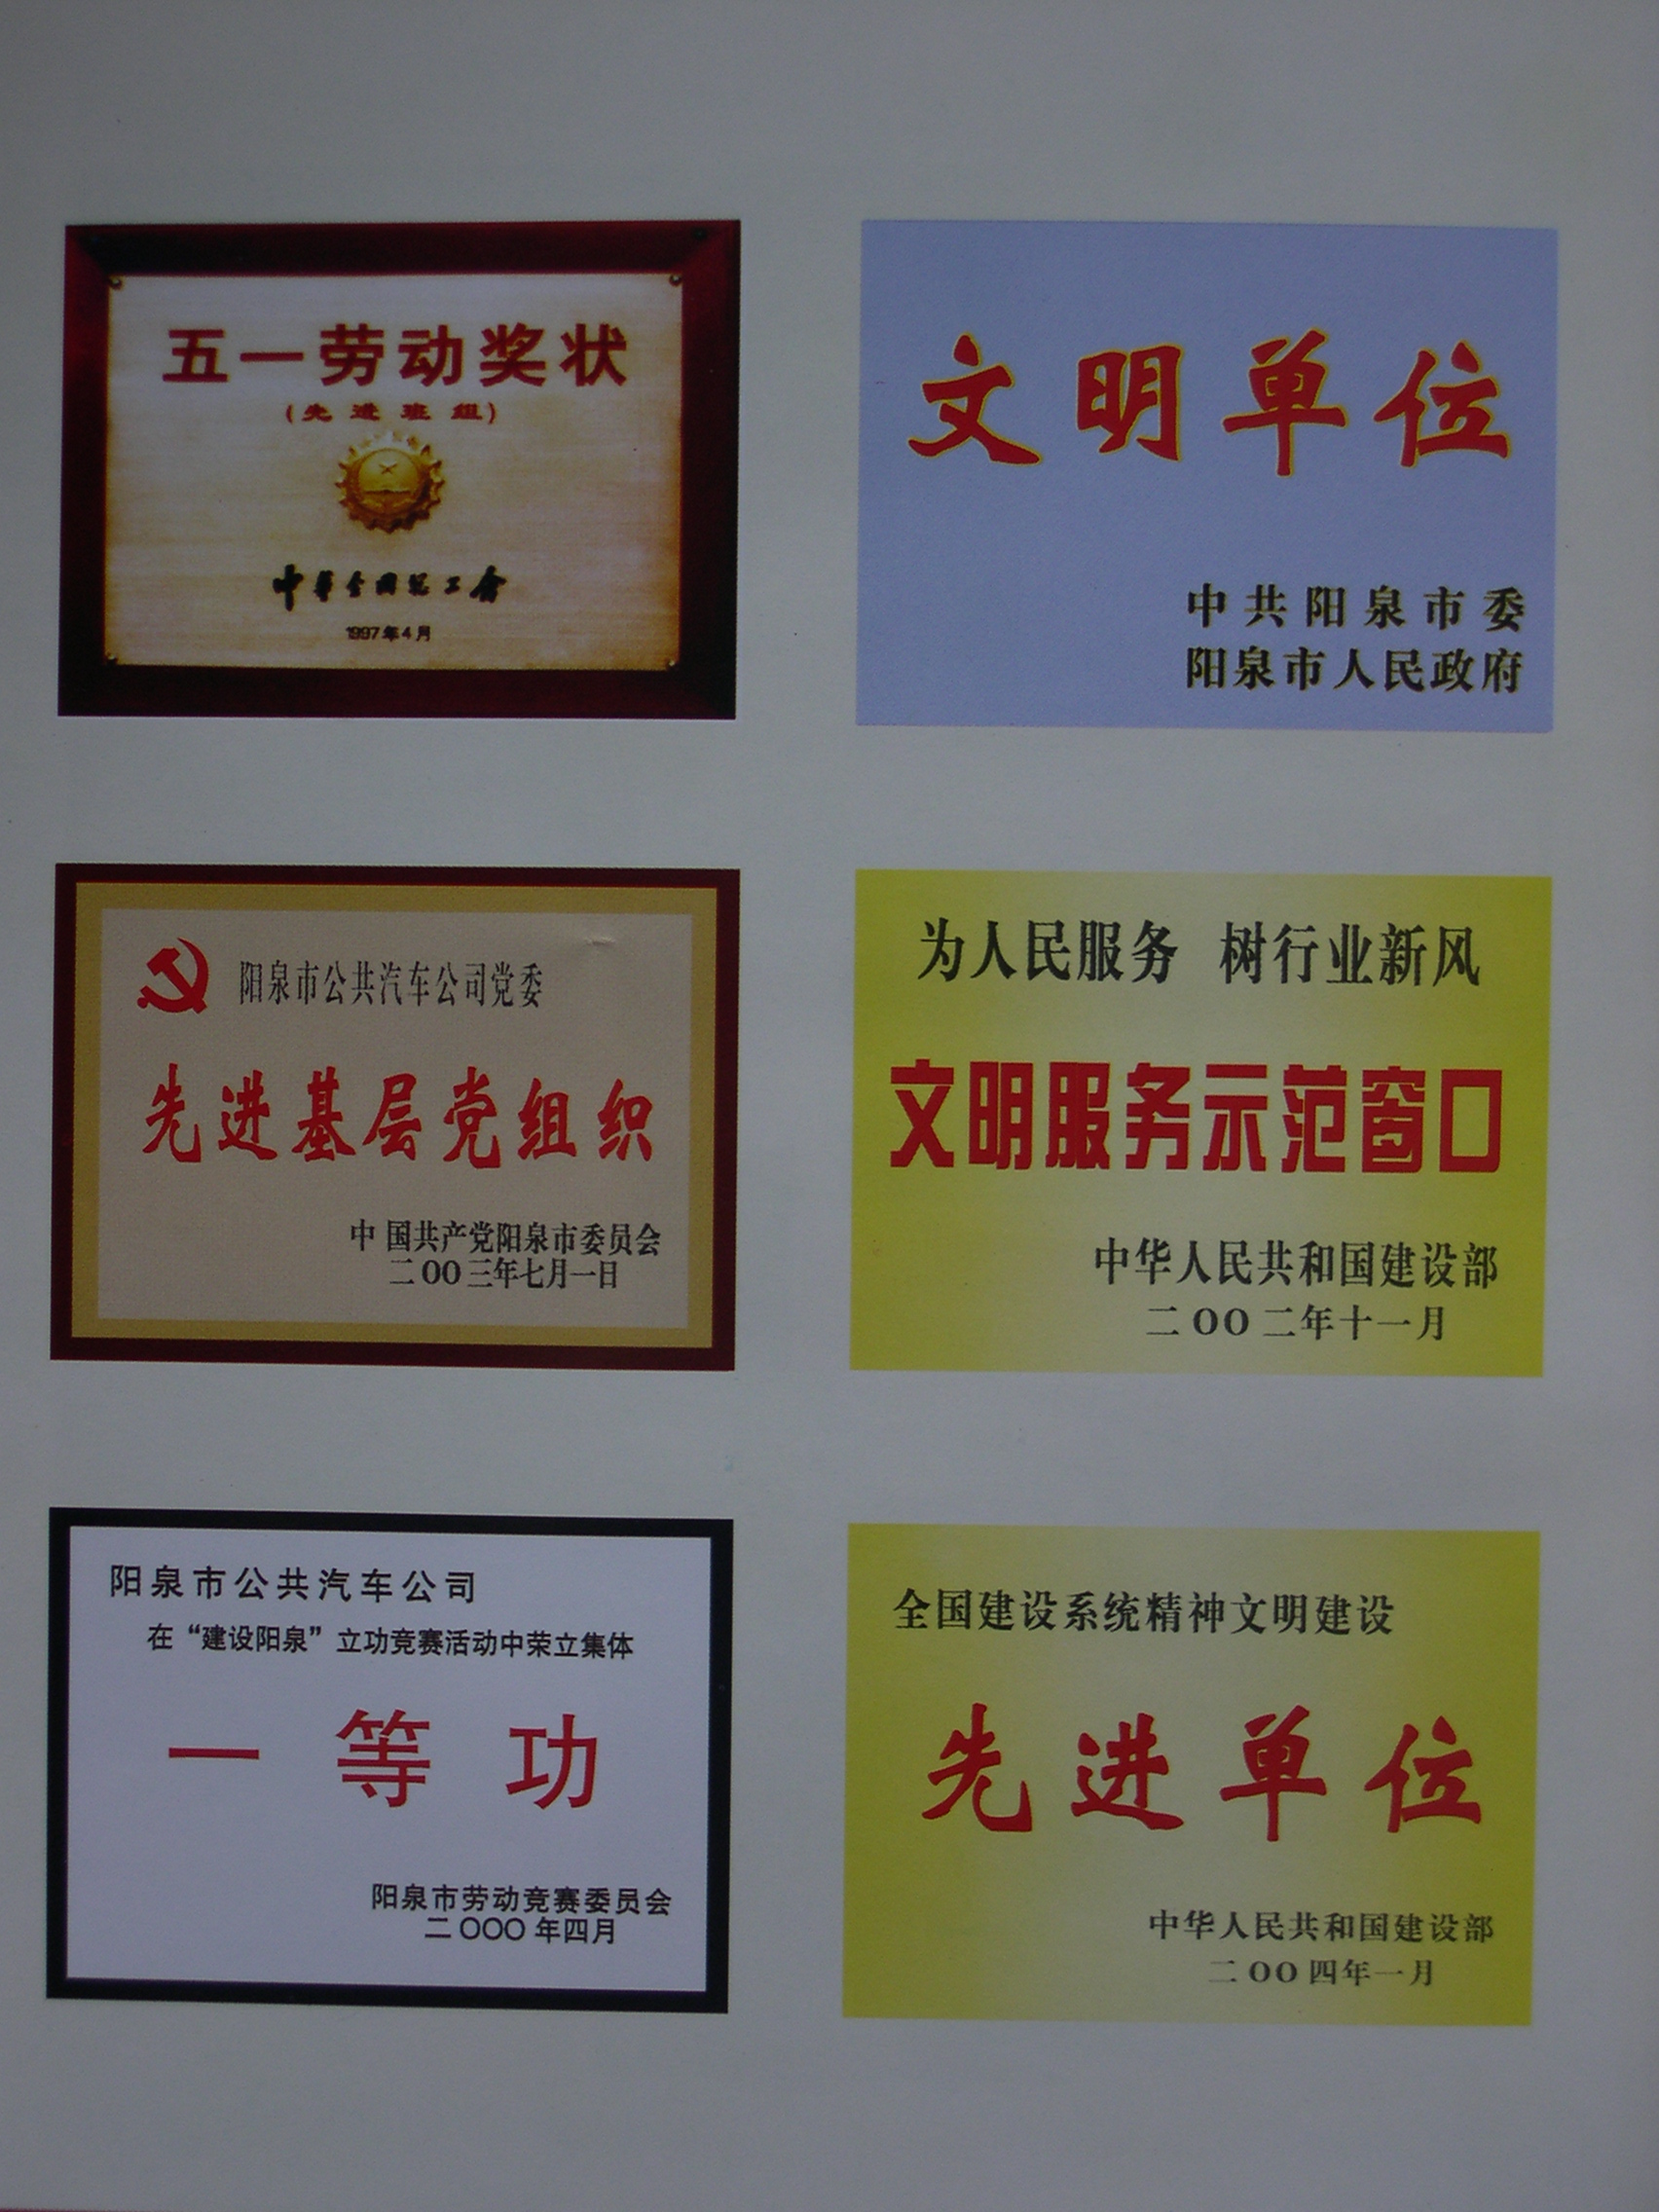 五一劳动奖状
(先进班组)
中华全国总工会
1997年4月
文明单位
中共阳泉市委
阳泉市人民政府
阳泉市公共汽车公司党委
先进基层党组织
中国共产党阳泉市委员会
二OO三年七月一日
为人民服务 树行业新风
文明服务示范窗口
中华人民共和国建设部
二OO二年十一月
阳泉市公共汽车公司
在“建设阳泉”立功竞赛活动中荣立集体
一等功
阳泉市劳动竞赛委员会
二OOO年四月
全国建设系统精神文明建设
先进单位
中华人民共和国建设部
二OO四年一月